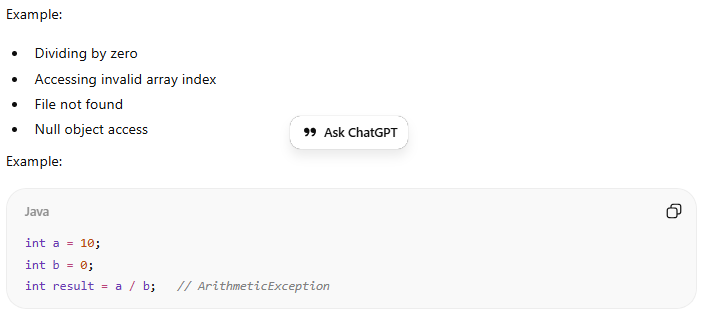 Example:
Dividing by zero
Accessing invalid array index
File not found
Null object access
Ask ChatGPT
Example:
Java
int a = 10;
int b = 0;
int result = a / b;   // ArithmeticException